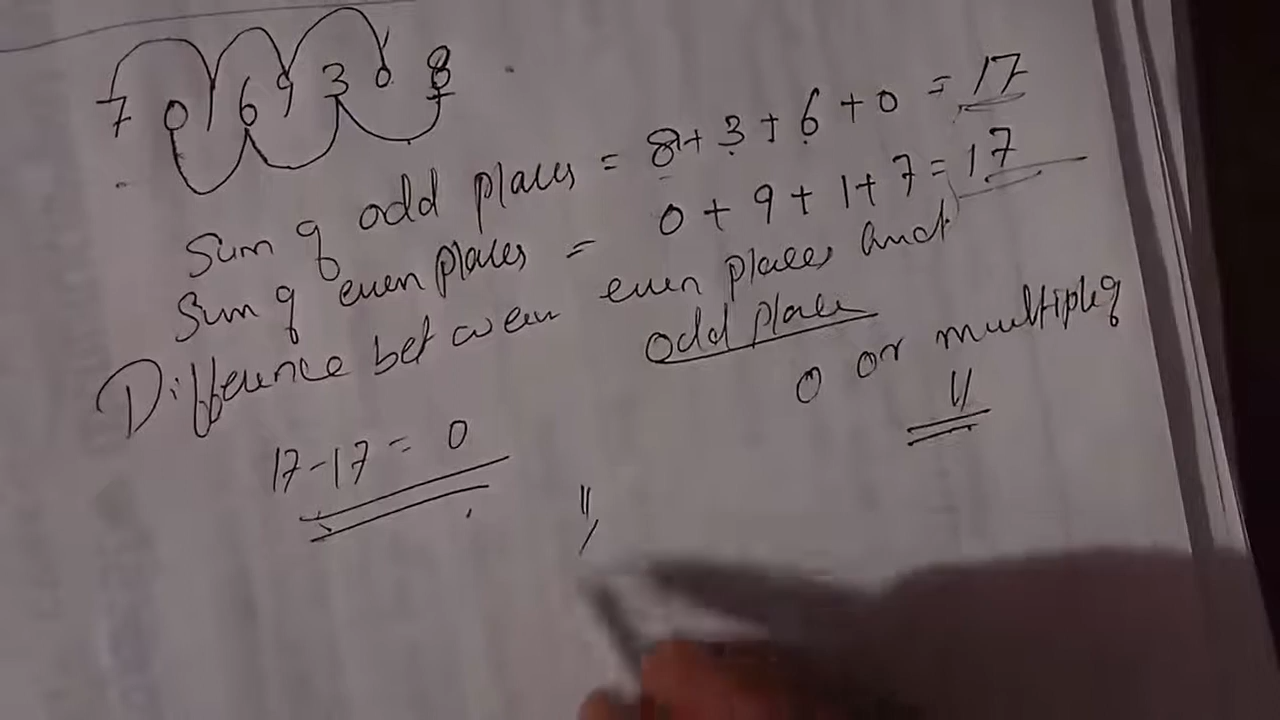 7 0 1 6 9 3 0 8
Sum of odd places = 8+3+6+0 = 17
Sum of even places = 0+9+1+7=17
Difference between even places and
odd places
0 or multiple of
11
17-17= 0
11,